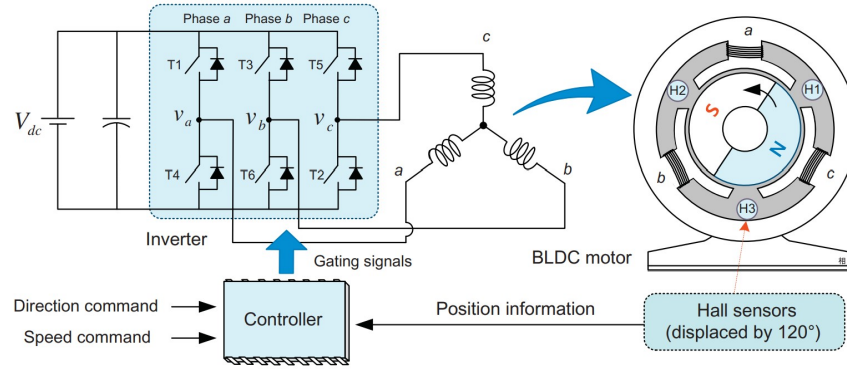 Phase a Phase b Phase c
T1 T3 T5
V_dc
v_a v_b v_c
T4 T6 T2
Inverter
c
a
b
a
H2
H1
S
N
b
c
H3
BLDC motor
Gating signals
Direction command
Speed command
Controller
Position information
Hall sensors
(displaced by 120°)